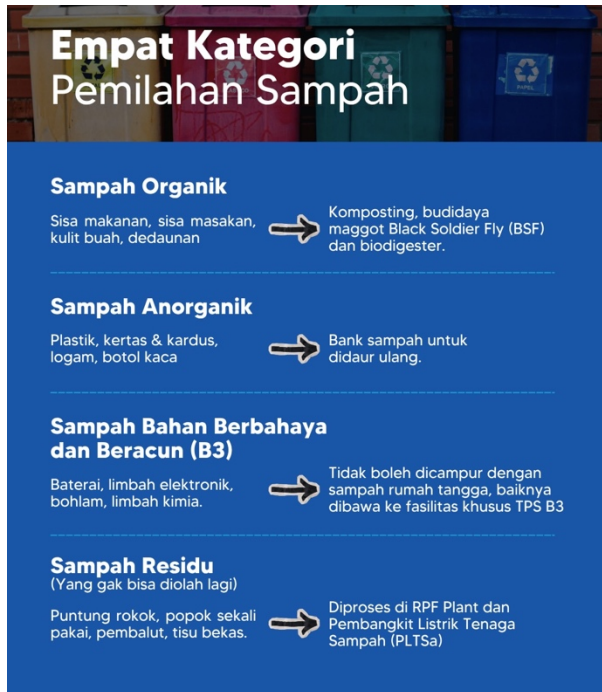 Empat Kategori
Pemilahan Sampah
PAPEL
Sampah Organik
Sisa makanan, sisa masakan,
kulit buah, dedaunan
Komposting, budidaya
maggot Black Soldier Fly (BSF)
dan biodigester.
Sampah Anorganik
Plastik, kertas & kardus,
logam, botol kaca
Bank sampah untuk
didaur ulang.
Sampah Bahan Berbahaya
dan Beracun (B3)
Baterai, limbah elektronik,
bohlam, limbah kimia.
Tidak boleh dicampur dengan
sampah rumah tangga, baiknya
dibawa ke fasilitas khusus TPS B3
Sampah Residu
(Yang gak bisa diolah lagi)
Puntung rokok, popok sekali
pakai, pembalut, tisu bekas.
Diproses di RPF Plant dan
Pembangkit Listrik Tenaga
Sampah (PLTSa)